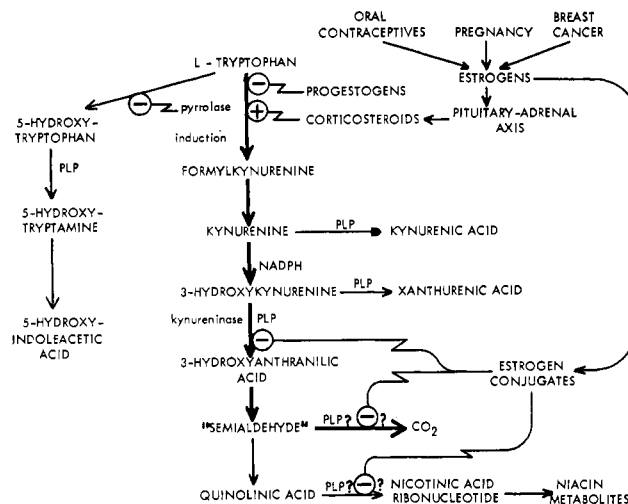 ORAL
CONTRACEPTIVES
PREGNANCY
BREAST
CANCER
L - TRYPTOPHAN
ESTROGENS
−
PROGESTOGENS
− pyrrolase
+
CORTICOSTEROIDS
PITUITARY-ADRENAL
AXIS
5-HYDROXY-
TRYPTOPHAN
induction
PLP
FORMYLKYNURENINE
5-HYDROXY-
TRYPTAMINE
KYNURENINE PLP KYNURENIC ACID
NADPH
3-HYDROXYKYNURENINE PLP XANTHURENIC ACID
5-HYDROXY-
INDOLEACETIC
ACID
kynureninase PLP
−
3-HYDROXYANTHRANILIC
ACID
ESTROGEN
CONJUGATES
"SEMIALDEHYDE" PLP? − ? CO2
QUINOLINIC ACID PLP? − ? NICOTINIC ACID
RIBONUCLEOTIDE
NIACIN
METABOLITES